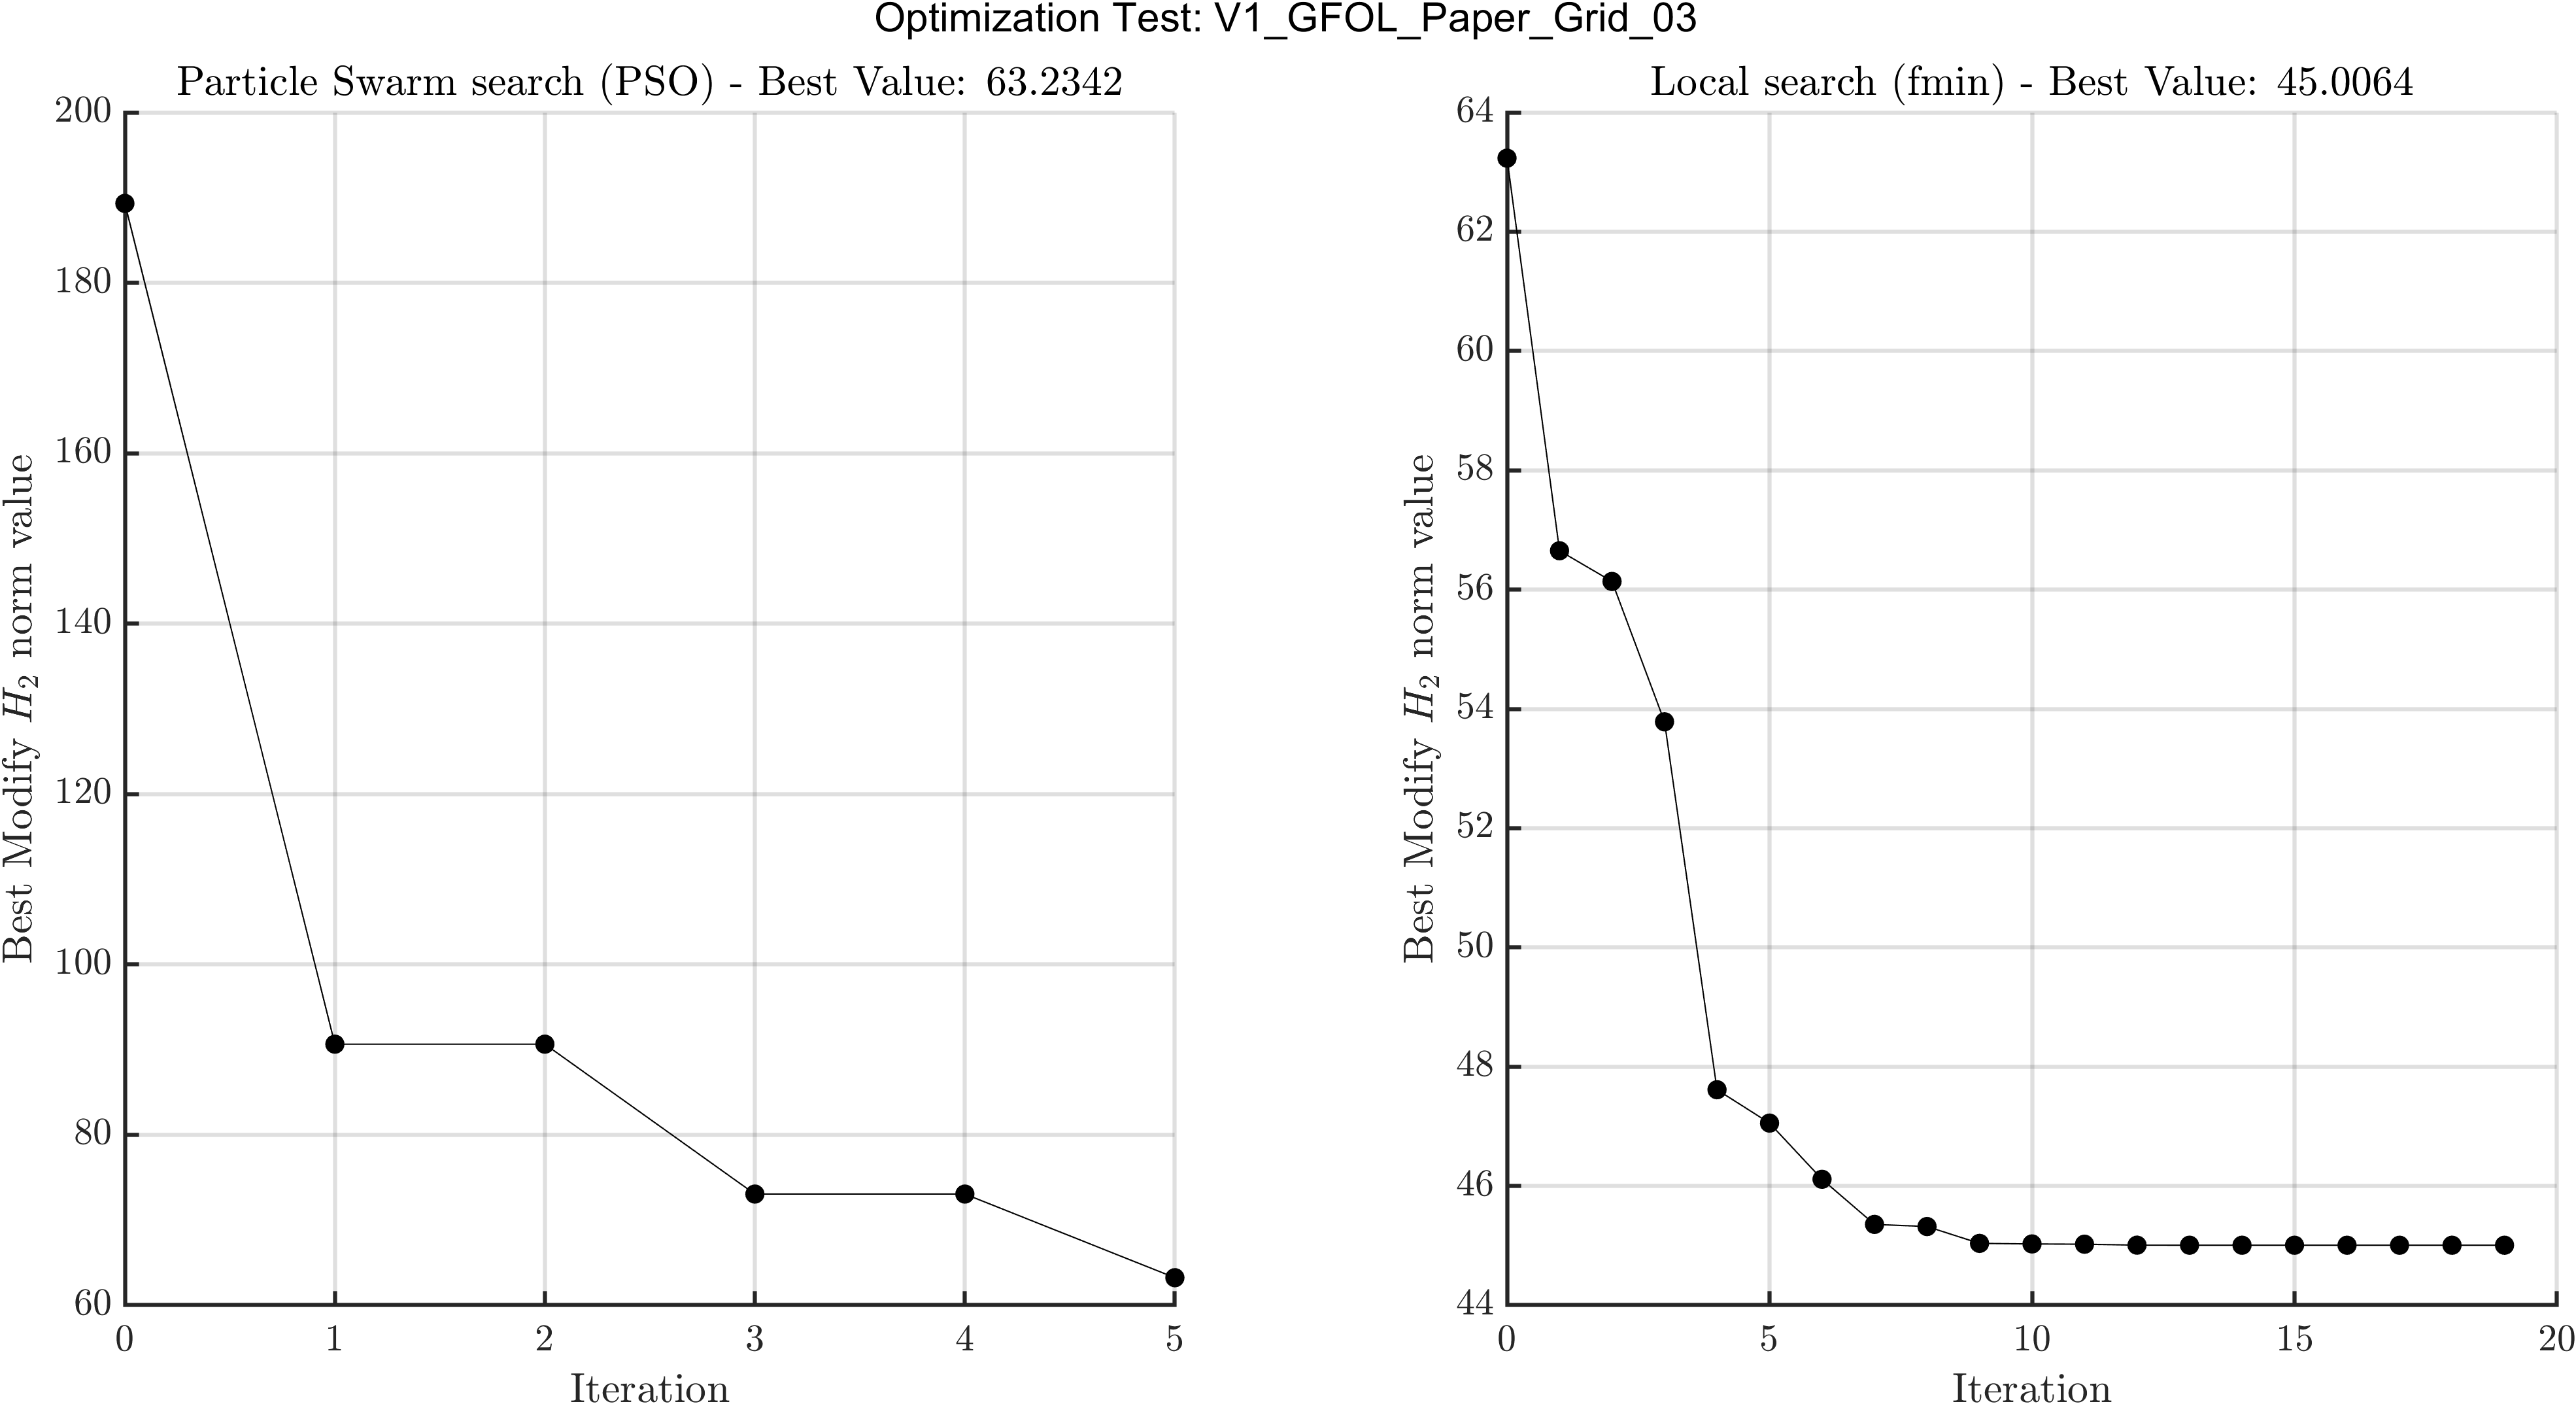 Optimization Test: V1_GFOL_Paper_Grid_03
Particle Swarm search (PSO) - Best Value: 63.2342
200
180
160
140
120
100
80
60
0 1 2 3 4 5
Iteration
Best Modify H2 norm value
Local search (fmin) - Best Value: 45.0064
64
62
60
58
56
54
52
50
48
46
44
0 5 10 15 20
Iteration
Best Modify H2 norm value